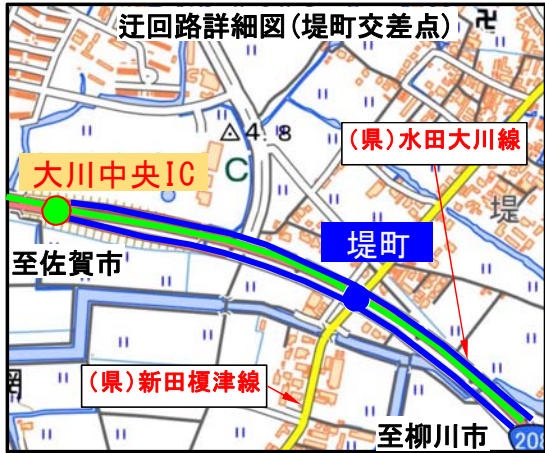 迂回路詳細図(堤町交差点)
卍
4.8
(県)水田大川線
大川中央IC
C
堤
堤町
至佐賀市
(県)新田榎津線
至柳川市
208